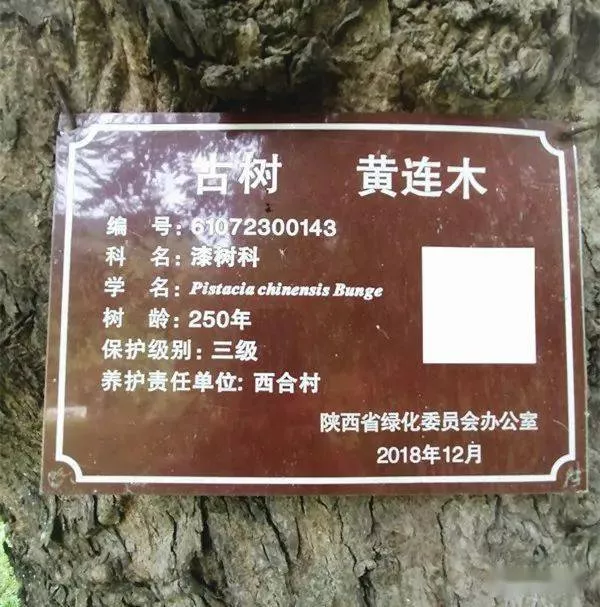 古树 黄连木
编 号: 61072300143
科 名: 漆树科
学 名: Pistacia chinensis Bunge
树 龄: 250年
保护级别: 三级
养护责任单位: 西合村
陕西省绿化委员会办公室
2018年12月